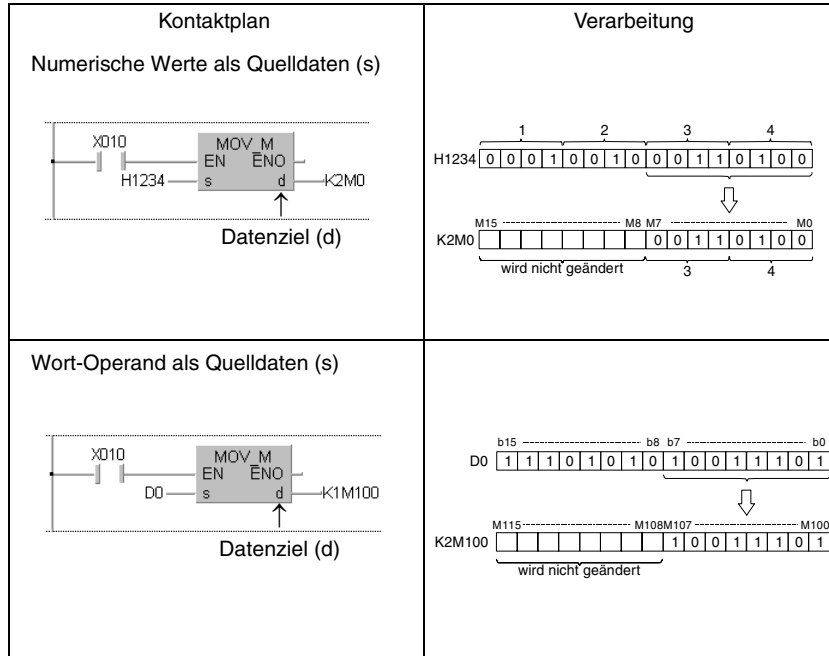 Kontaktplan
Verarbeitung
Numerische Werte als Quelldaten (s)
X010
MOV_M
EN ENO
H1234 s d K2M0
Datenziel (d)
1 2 3 4
H1234 0 0 0 1 0 0 1 0 0 0 1 1 0 1 0 0
M15 M8 M7 M0
K2M0 0 0 1 1 0 1 0 0
wird nicht geändert 3 4
Wort-Operand als Quelldaten (s)
X010
MOV_M
EN ENO
D0 s d K1M100
Datenziel (d)
b15 b8 b7 b0
D0 1 1 1 0 1 0 1 0 1 0 0 1 1 1 0 1
M115 M108M107 M100
K2M100 1 0 0 1 1 1 0 1
wird nicht geändert